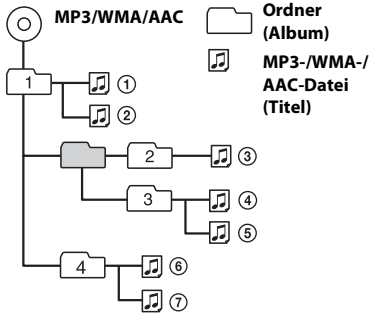 MP3/WMA/AAC
Ordner
(Album)
MP3-/WMA-/
AAC-Datei
(Titel)
1
①
②
2
③
3
④
⑤
4
⑥
⑦